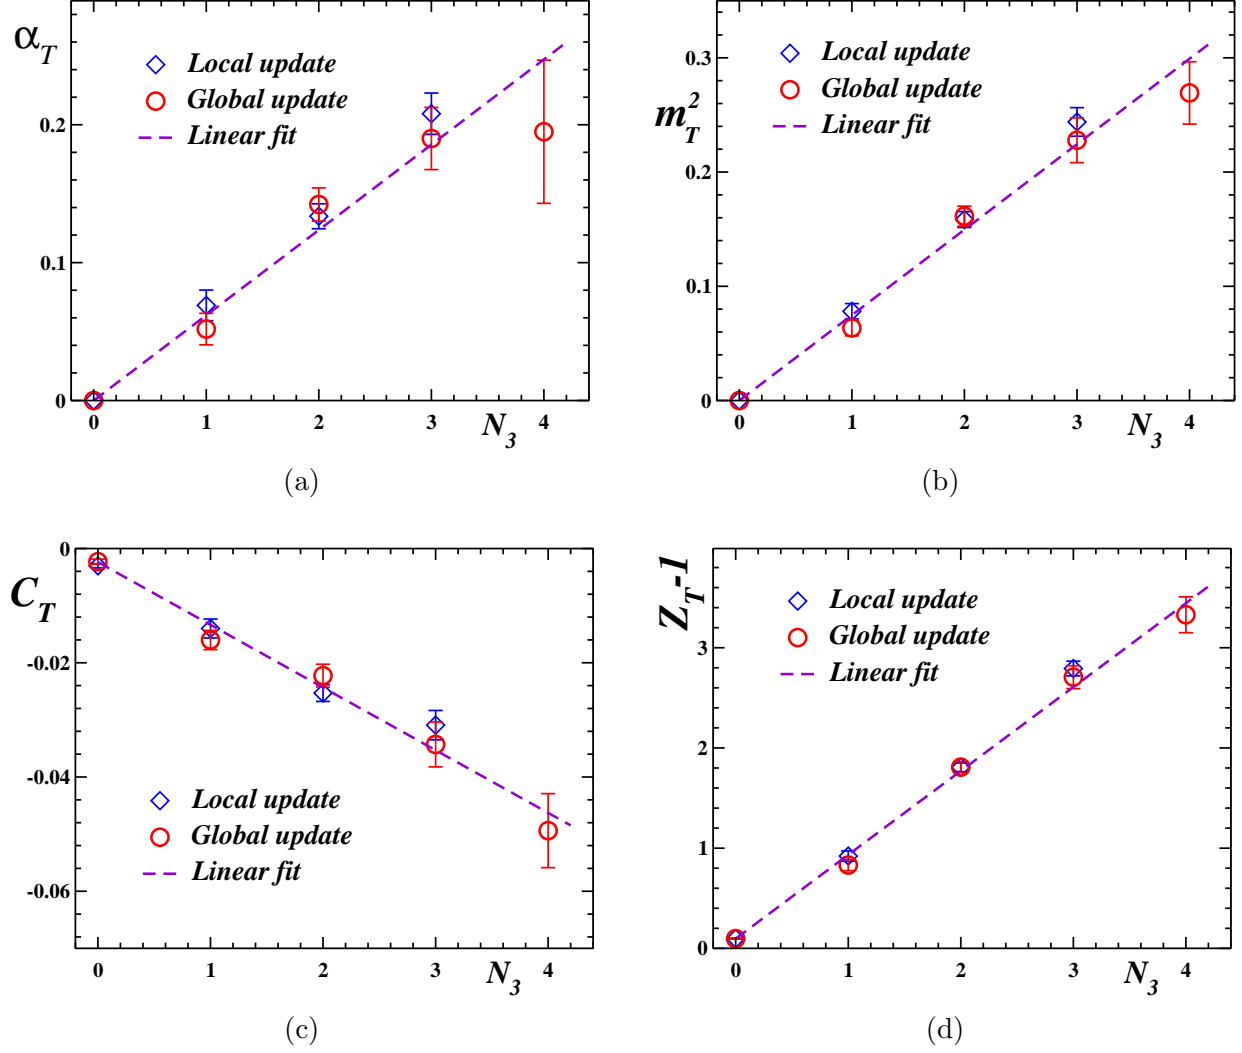 α_T
Local update
Global update
Linear fit
0.2
0.1
0
0 1 2 3 N_3 4
(a)
0.3
m_T^2
Local update
Global update
Linear fit
0.2
0.1
0
0 1 2 3 N_3 4
(b)
0
C_T
-0.02
-0.04
-0.06
Local update
Global update
Linear fit
0 1 2 3 N_3 4
(c)
Z_T-1
Local update
Global update
Linear fit
3
2
1
0
0 1 2 3 N_3 4
(d)